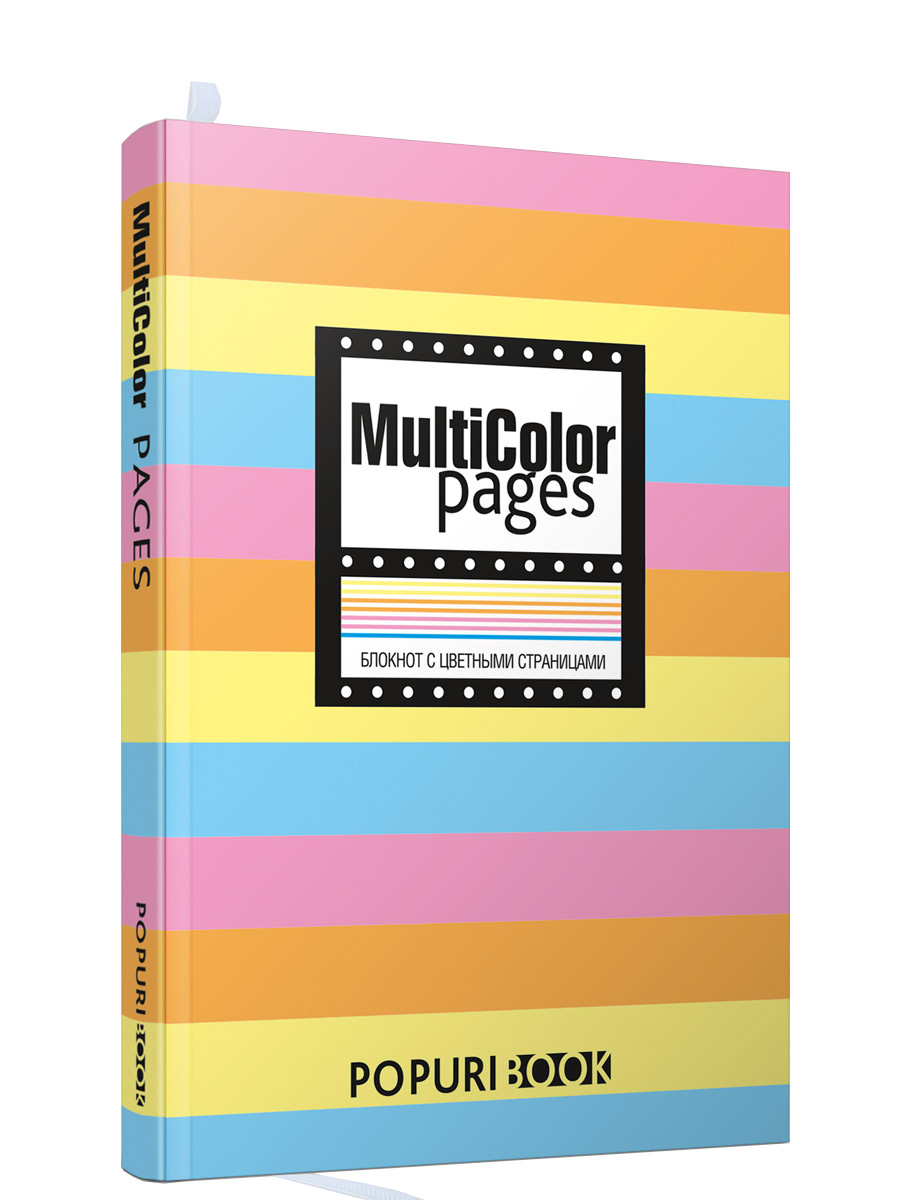 MultiColor
pages
БЛОКНОТ С ЦВЕТНЫМИ СТРАНИЦАМИ
POPURI BOOK
MultiColor PAGES
POPURI BOOK